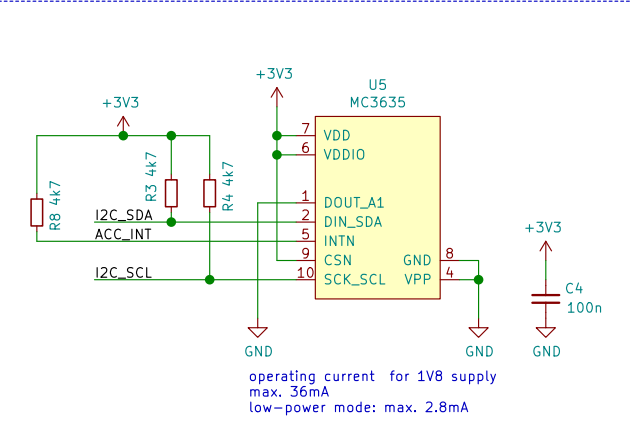 +3V3
U5
MC3635
+3V3
7 VDD
6 VDDIO
R8 4k7
R3 4k7
R4 4k7
1 DOUT_A1
I2C_SDA 2 DIN_SDA
ACC_INT 5 INTN
9 CSN GND 8
I2C_SCL 10 SCK_SCL VPP 4
+3V3
C4
100n
GND
GND
GND
operating current for 1V8 supply
max. 36mA
low-power mode: max. 2.8mA